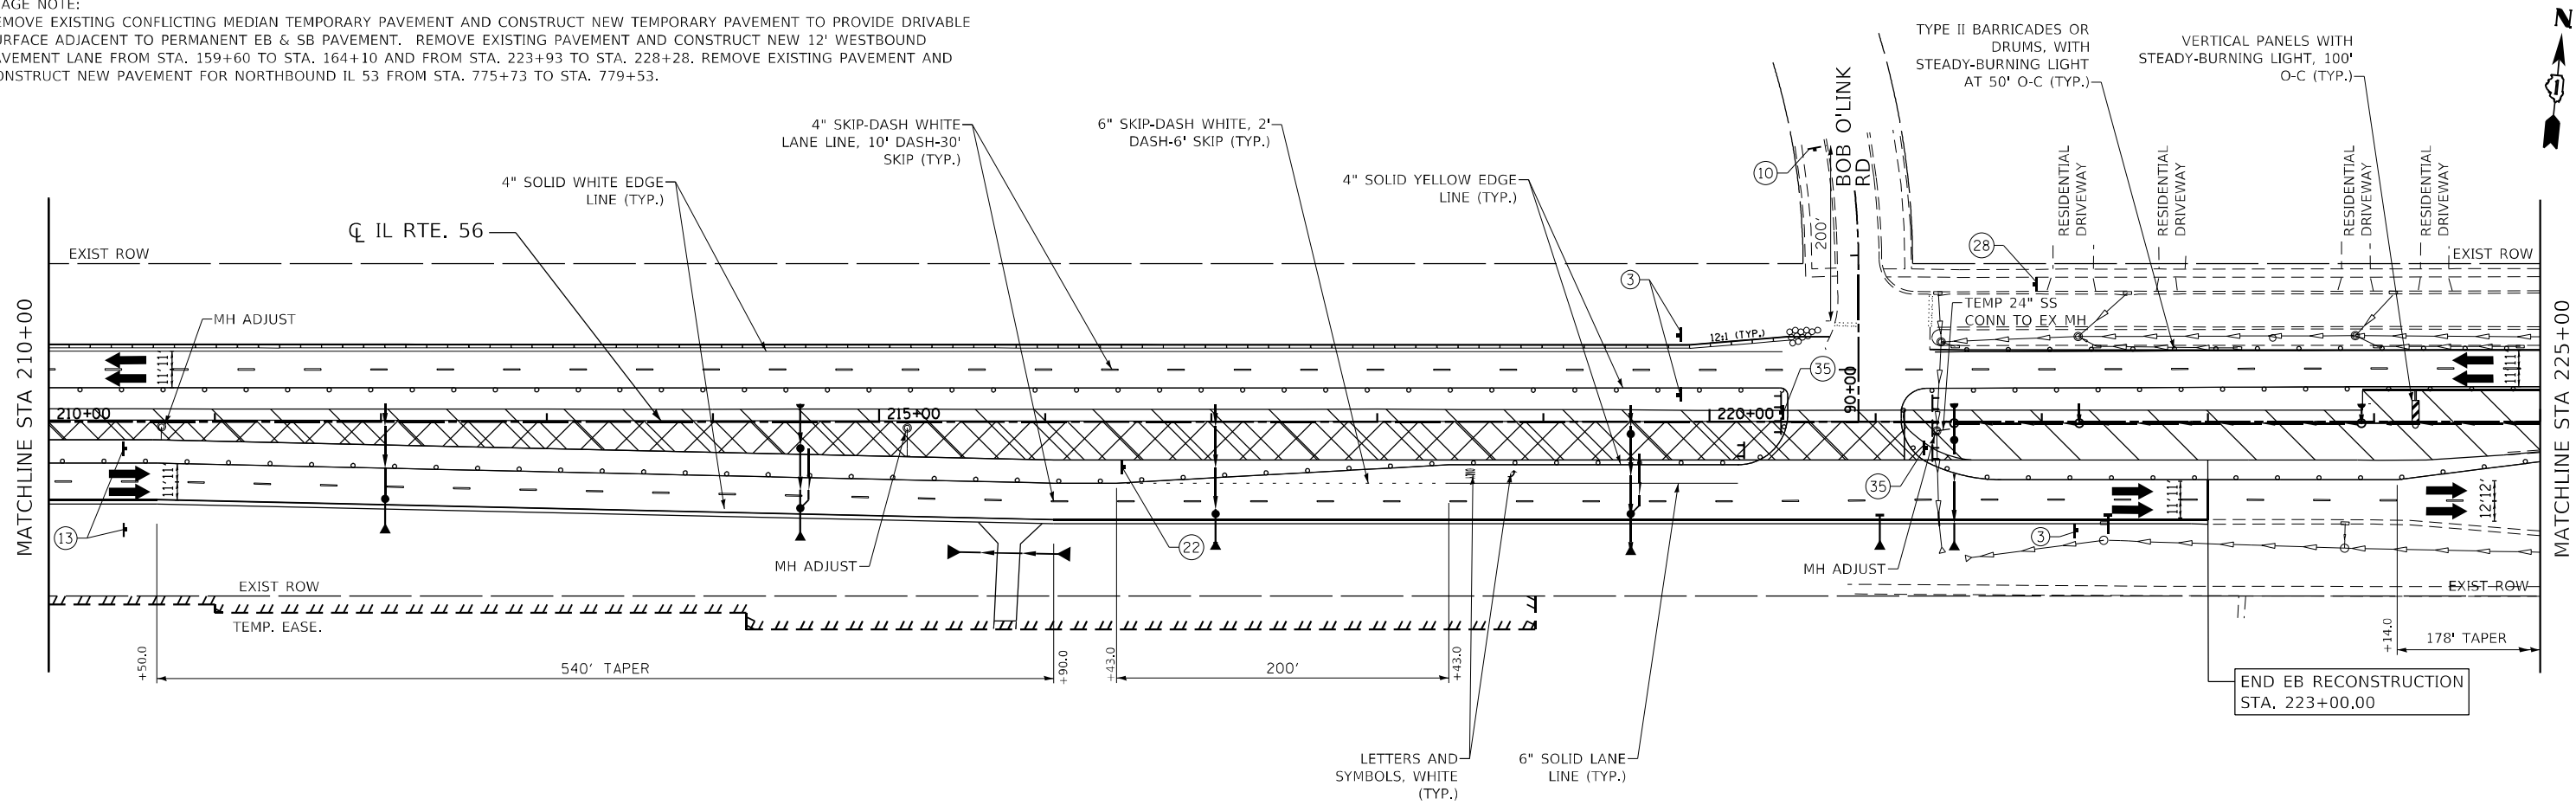 AGE NOTE:
EMOVE EXISTING CONFLICTING MEDIAN TEMPORARY PAVEMENT AND CONSTRUCT NEW TEMPORARY PAVEMENT TO PROVIDE DRIVABLE
URFACE ADJACENT TO PERMANENT EB & SB PAVEMENT. REMOVE EXISTING PAVEMENT AND CONSTRUCT NEW 12' WESTBOUND
AVEMENT LANE FROM STA. 159+60 TO STA. 164+10 AND FROM STA. 223+93 TO STA. 228+28. REMOVE EXISTING PAVEMENT AND
ONSTRUCT NEW PAVEMENT FOR NORTHBOUND IL 53 FROM STA. 775+73 TO STA. 779+53.
N
TYPE II BARRICADES OR
DRUMS, WITH
STEADY-BURNING LIGHT
AT 50' O-C (TYP.)
VERTICAL PANELS WITH
STEADY-BURNING LIGHT, 100'
O-C (TYP.)
4" SKIP-DASH WHITE
LANE LINE, 10' DASH-30'
SKIP (TYP.)
6" SKIP-DASH WHITE, 2'
DASH-6' SKIP (TYP.)
4" SOLID WHITE EDGE
LINE (TYP.)
4" SOLID YELLOW EDGE
LINE (TYP.)
10
BOB O'LINK
RD
200'
RESIDENTIAL
DRIVEWAY
RESIDENTIAL
DRIVEWAY
RESIDENTIAL
DRIVEWAY
RESIDENTIAL
DRIVEWAY
℄ IL RTE. 56
EXIST ROW
28
EXIST ROW
3
MATCHLINE STA 210+00
MH ADJUST
TEMP 24" SS
CONN TO EX MH
12:1 (TYP.)
MATCHLINE STA 225+00
11'11'
35
11'11'
90+00
210+00
215+00
220+00
13
11'11'
22
35
11'11'
12'12'
3
MH ADJUST
MH ADJUST
EXIST ROW
EXIST ROW
TEMP. EASE.
+50.0
540' TAPER
+90.0
+43.0
200'
+43.0
+14.0
178' TAPER
END EB RECONSTRUCTION
STA. 223+00.00
LETTERS AND
SYMBOLS, WHITE
(TYP.)
6" SOLID LANE
LINE (TYP.)